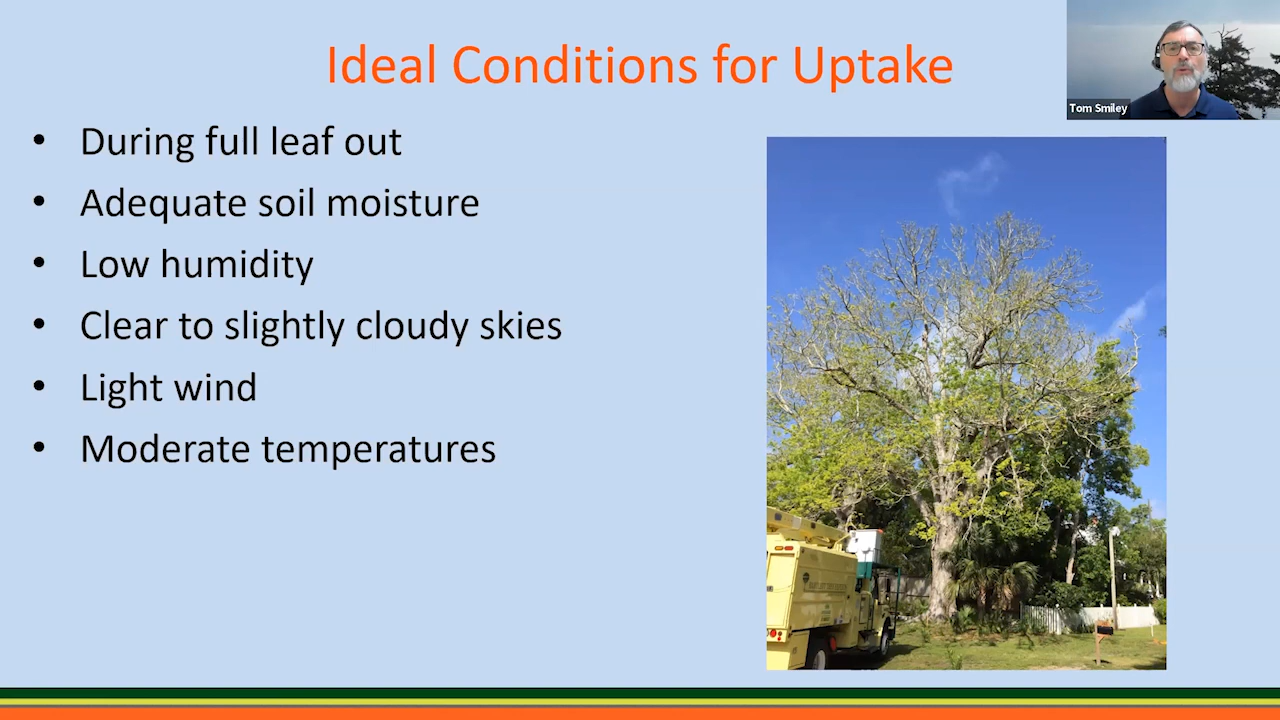 Ideal Conditions for Uptake
Tom Smiley
• During full leaf out
• Adequate soil moisture
• Low humidity
• Clear to slightly cloudy skies
• Light wind
• Moderate temperatures